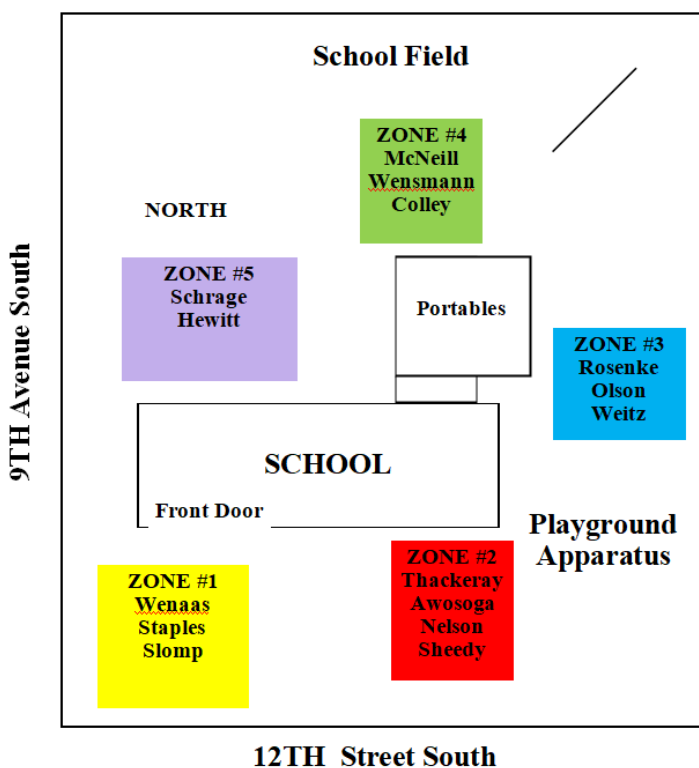 School Field
ZONE #4
McNeill
Wensmann
Colley
NORTH
ZONE #5
Schrage
Hewitt
Portables
ZONE #3
Rosenke
Olson
Weitz
9TH Avenue South
SCHOOL
Front Door
Playground
Apparatus
ZONE #2
Thackeray
Awosoga
Nelson
Sheedy
ZONE #1
Wenaas
Staples
Slomp
12TH Street South